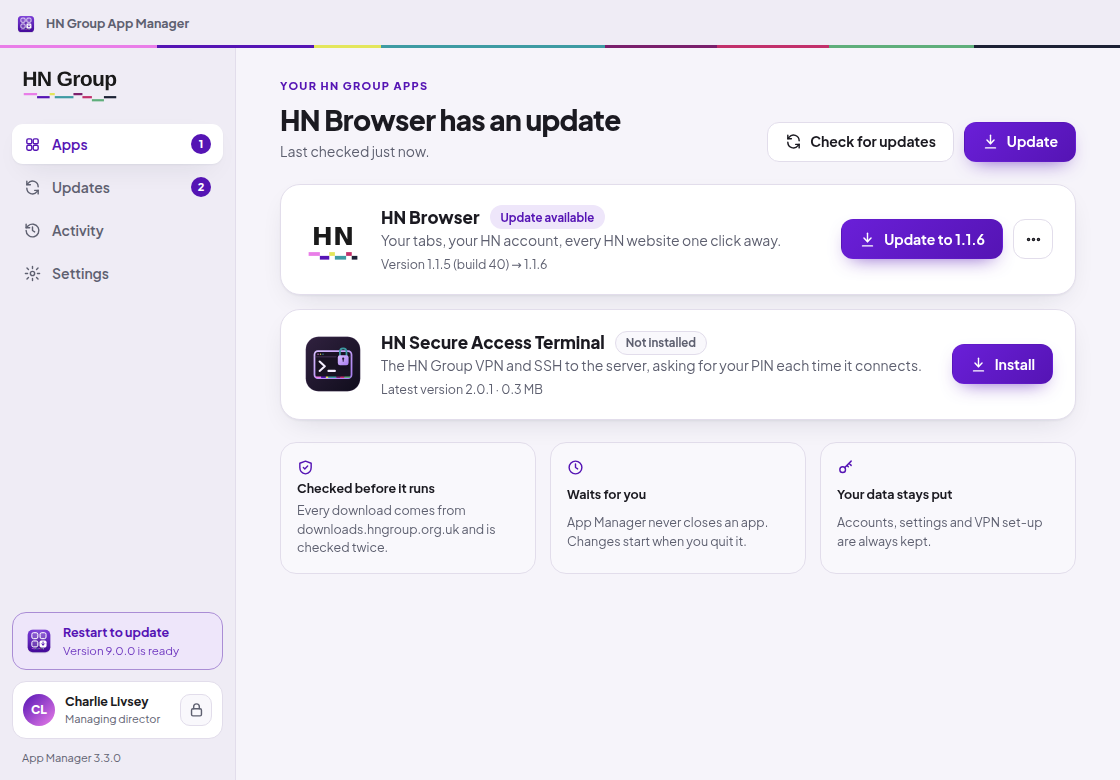 HN Group App Manager
HN Group
Apps
1
Updates
2
Activity
Settings
Restart to update
Version 9.0.0 is ready
CL
Charlie Livsey
Managing director
App Manager 3.3.0
YOUR HN GROUP APPS
HN Browser has an update
Last checked just now.
Check for updates
Update
HN
HN Browser
Update available
Your tabs, your HN account, every HN website one click away.
Version 1.1.5 (build 40) → 1.1.6
Update to 1.1.6
HN Secure Access Terminal
Not installed
The HN Group VPN and SSH to the server, asking for your PIN each time it connects.
Latest version 2.0.1 · 0.3 MB
Install
Checked before it runs
Every download comes from
downloads.hngroup.org.uk and is
checked twice.
Waits for you
App Manager never closes an app.
Changes start when you quit it.
Your data stays put
Accounts, settings and VPN set-up
are always kept.